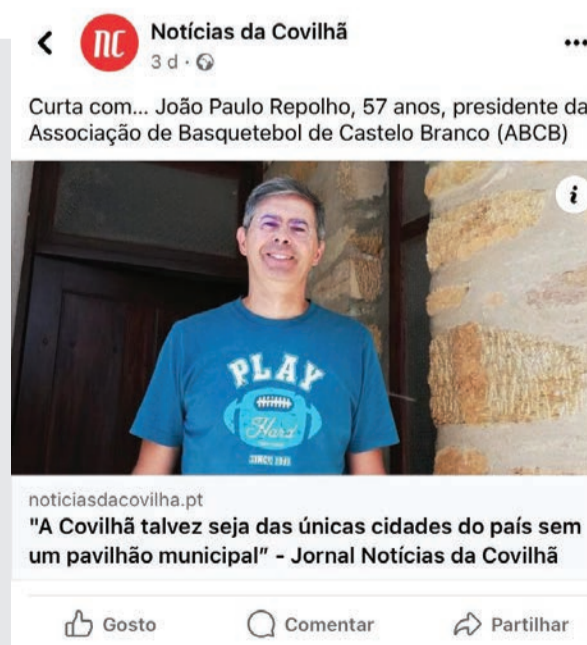 nc Notícias da Covilhã
3 d
Curta com... João Paulo Repolho, 57 anos, presidente da
Associação de Basquetebol de Castelo Branco (ABCB)
i
PLAY
Hard
SINCE
noticiasdacovilha.pt
"A Covilhã talvez seja das únicas cidades do país sem
um pavilhão municipal” - Jornal Notícias da Covilhã
Gosto Comentar Partilhar